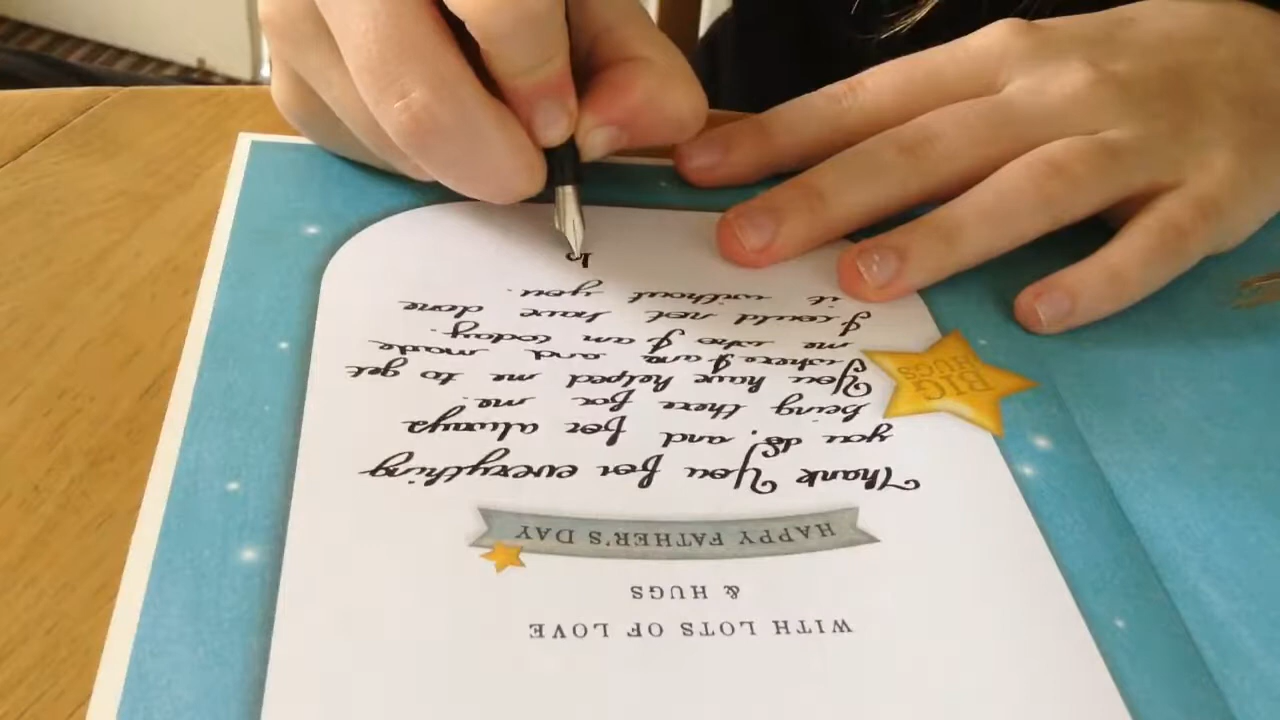 WITH LOTS OF LOVE
& HUGS
HAPPY FATHER'S DAY
Thank You for everything
you do, and for always
being there for me.
You have helped me to get
where I am and made
me who I am today.
I could not have done
it without you.
BIG
HUGS